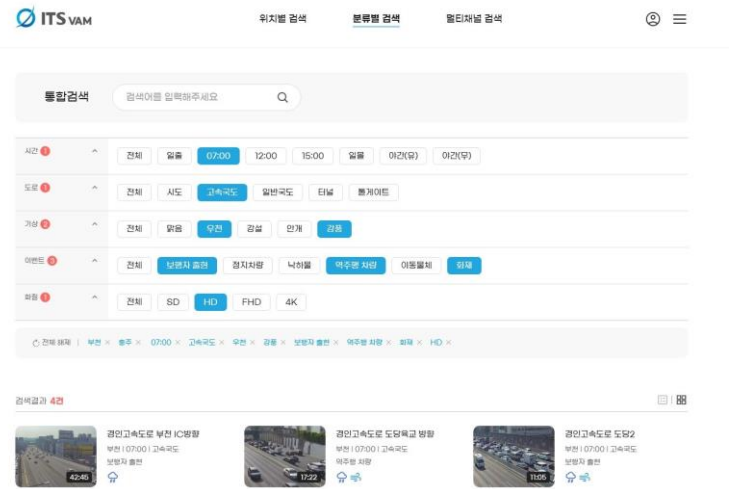 ITS VAM
위치별 검색 분류별 검색 멀티채널 검색
통합검색 검색어를 입력해주세요
시간 1 전체 일출 07:00 12:00 15:00 일몰 야간(유) 야간(무)
도로 1 전체 시도 고속국도 일반국도 터널 톨게이트
기상 2 전체 맑음 우천 강설 안개 강풍
이벤트 3 전체 보행자 출현 정지차량 낙하물 역주행 차량 이동물체 화재
화질 1 전체 SD HD FHD 4K
전체 해제 | 부천 × 충주 × 07:00 × 고속국도 × 우천 × 강풍 × 보행자 출현 × 역주행 차량 × 화재 × HD ×
검색결과 4건
42:45
경인고속도로 부천 IC방향
부천 | 07:00 | 고속국도
보행자 출현
17:22
경인고속도로 도당육교 방향
부천 | 07:00 | 고속국도
역주행 차량
11:05
경인고속도로 도당2
부천 | 07:00 | 고속국도
보행자 출현